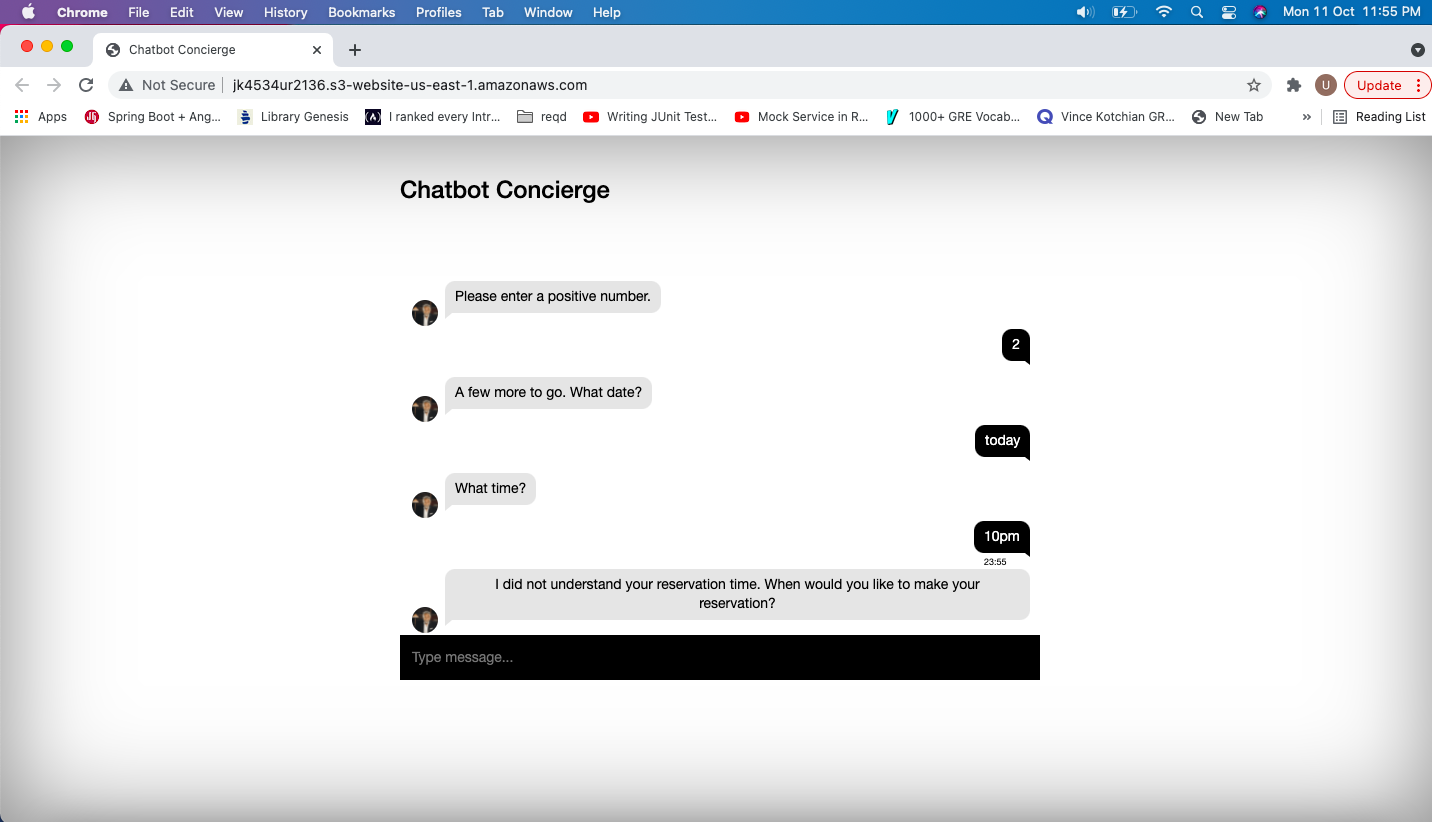 Chrome File Edit View History Bookmarks Profiles Tab Window Help Mon 11 Oct 11:55 PM
Chatbot Concierge
Not Secure jk4534ur2136.s3-website-us-east-1.amazonaws.com U Update
Apps Spring Boot + Ang... Library Genesis I ranked every Intr... reqd Writing JUnit Test... Mock Service in R... 1000+ GRE Vocab... Vince Kotchian GR... New Tab » Reading List
Chatbot Concierge
Please enter a positive number.
2
A few more to go. What date?
today
What time?
10pm
23:55
I did not understand your reservation time. When would you like to make your
reservation?
Type message...